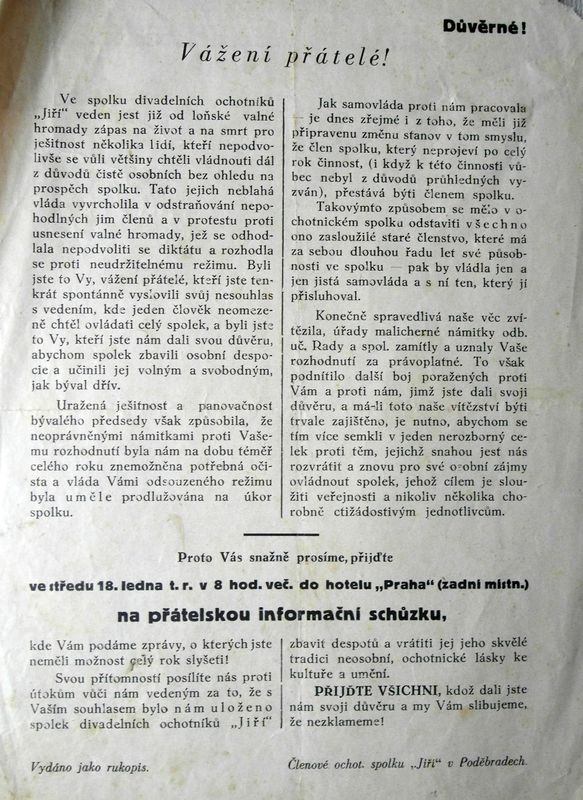 Důvěrné!
Vážení přátelé!
Ve spolku divadelních ochotníků
„Jiří“ veden jest již od loňské valné
hromady zápas na život a na smrt pro
ješitnost několika lidí, kteří nepodvo-
livše se vůli většiny chtěli vládnouti dál
z důvodů čistě osobních bez ohledu na
prospěch spolku. Tato jejich neblahá
vláda vyvrcholila v odstraňování nepo-
hodlných jim členů a v protestu proti
usnesení valné hromady, jež se odhod-
lala nepodvoliti se diktátu a rozhodla
se proti neudržitelnému režimu. Byli
jste to Vy, vážení přátelé, kteří jste ten-
krát spontánně vyslovili svůj nesouhlas
s vedením, kde jeden člověk neomeze-
ně chtěl ovládati celý spolek, a byli jste
to Vy, kteří jste nám dali svou důvěru,
abychom spolek zbavili osobní despo-
cie a učinili jej volným a svobodným,
jak býval dřív.
Uražená ješitnost a panovačnost
bývalého předsedy však způsobila, že
neoprávněnými námitkami proti Vaše-
mu rozhodnutí byla nám na dobu téměř
celého roku znemožněna potřebná oči-
sta a vláda Vámi odsouzeného režimu
byla uměle prodlužována na úkor
spolku.
Jak samovláda proti nám pracovala
— je dnes zřejmé i z toho, že měli již
připravenu změnu stanov v tom smyslu,
že člen spolku, který neprojeví po celý
rok činnost, (i když k této činnosti vů-
bec nebyl z důvodů průhledných vy-
zván), přestává býti členem spolku.
Takovýmto způsobem se mělo v o-
chotnickém spolku odstaviti všechno
ono zasloužilé staré členstvo, které má
za sebou dlouhou řadu let své působ-
nosti ve spolku — pak by vládla jen a
jen jistá samovláda a s ní ten, který jí
přisluhoval.
Konečně spravedlivá naše věc zví-
tězila, úřady malicherné námitky odb.
uč. Rady a spol. zamítly a uznaly Vaše
rozhodnutí za právoplatné. To však
podnítilo další boj poražených proti
Vám a proti nám, jimž jste dali svoji
důvěru, a má-li toto naše vítězství býti
trvale zajištěno, je nutno, abychom se
tím více semkli v jeden nerozborný ce-
lek proti těm, jejichž snahou jest nás
rozvrátit a znovu pro své osobní zájmy
ovládnout spolek, jehož cílem je slou-
žiti veřejnosti a nikoliv několika cho-
robně ctižádostivým jednotlivcům.
Proto Vás snažně prosíme, přijďte
ve středu 18. ledna t. r. v 8 hod. več. do hotelu „Praha“ (zadní místn.)
na přátelskou informační schůzku,
kde Vám podáme zprávy, o kterých jste
neměli možnost celý rok slyšeti!
Svou přítomností posílíte nás proti
útokům vůči nám vedeným za to, že s
Vaším souhlasem bylo nám uloženo
spolek divadelních ochotníků „Jiří“
zbaviti despotů a vrátiti jej jeho skvělé
tradici neosobní, ochotnické lásky ke
kultuře a umění.
PŘIJĎTE VSICHNI, kdož dali jste
nám svoji důvěru a my Vám slibujeme,
že nezklameme!
Vydáno jako rukopis.
Členové ochot. spolku „Jiří“ v Poděbradech.